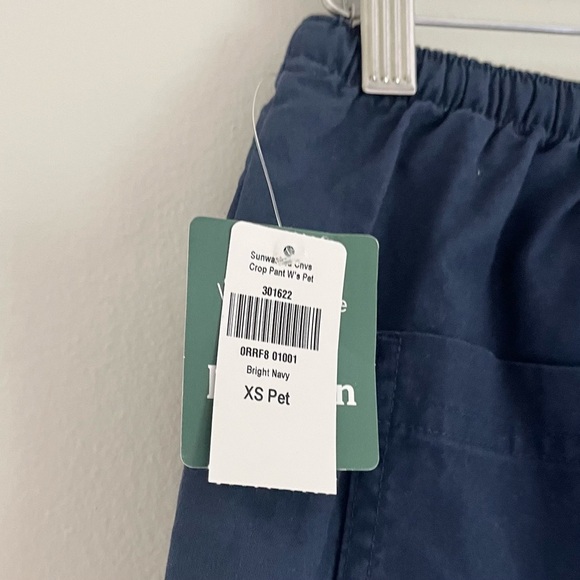 Crop Pant W's Pet
301622
0RRF8 01001
Bright Navy
XS Pet